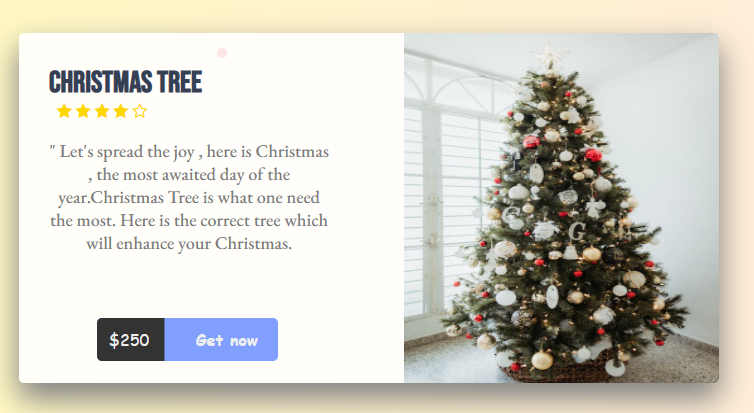 CHRISTMAS TREE
" Let's spread the joy , here is Christmas
, the most awaited day of the
year.Christmas Tree is what one need
the most. Here is the correct tree which
will enhance your Christmas.
$250 Get now